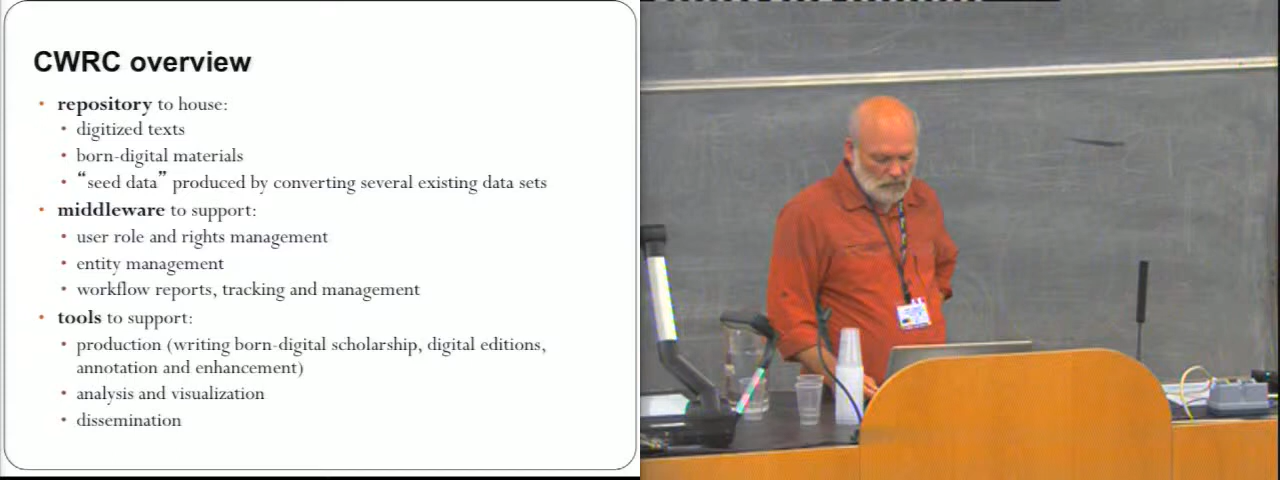 CWRC overview
• repository to house:
• digitized texts
• born-digital materials
• “seed data” produced by converting several existing data sets
• middleware to support:
• user role and rights management
• entity management
• workflow reports, tracking and management
• tools to support:
• production (writing born-digital scholarship, digital editions,
annotation and enhancement)
• analysis and visualization
• dissemination